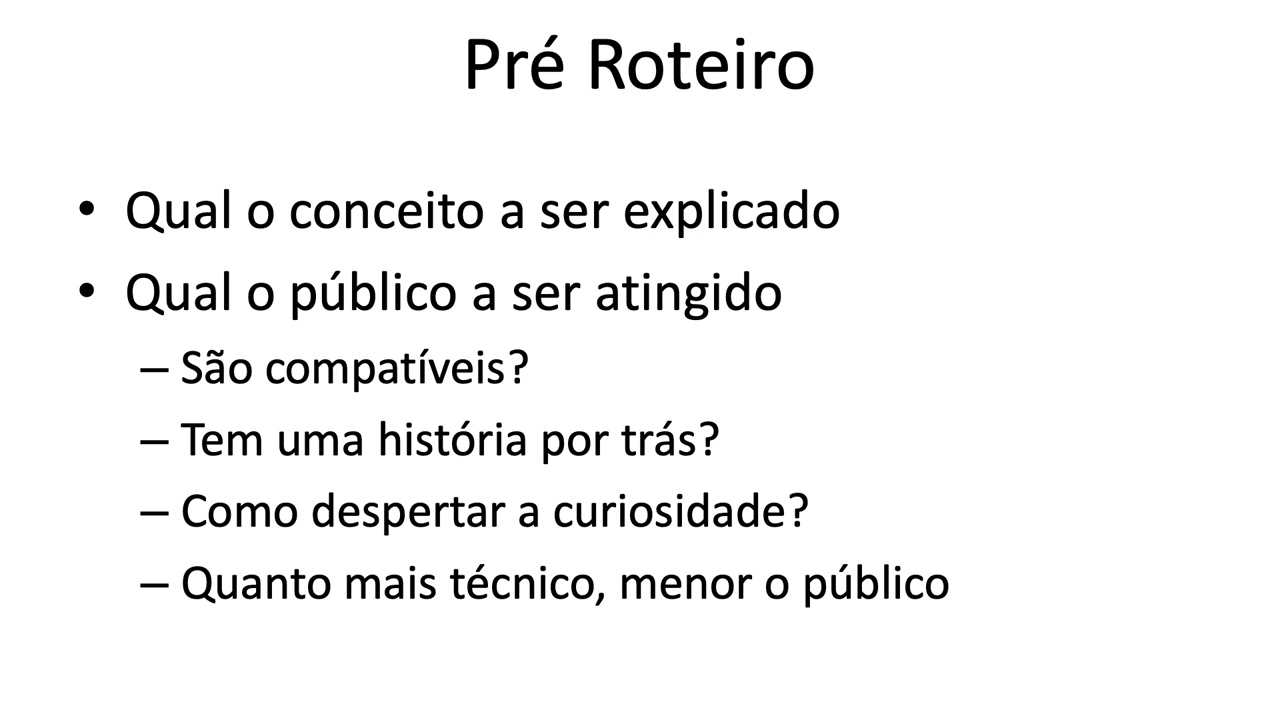 Pré Roteiro
• Qual o conceito a ser explicado
• Qual o público a ser atingido
– São compatíveis?
– Tem uma história por trás?
– Como despertar a curiosidade?
– Quanto mais técnico, menor o público